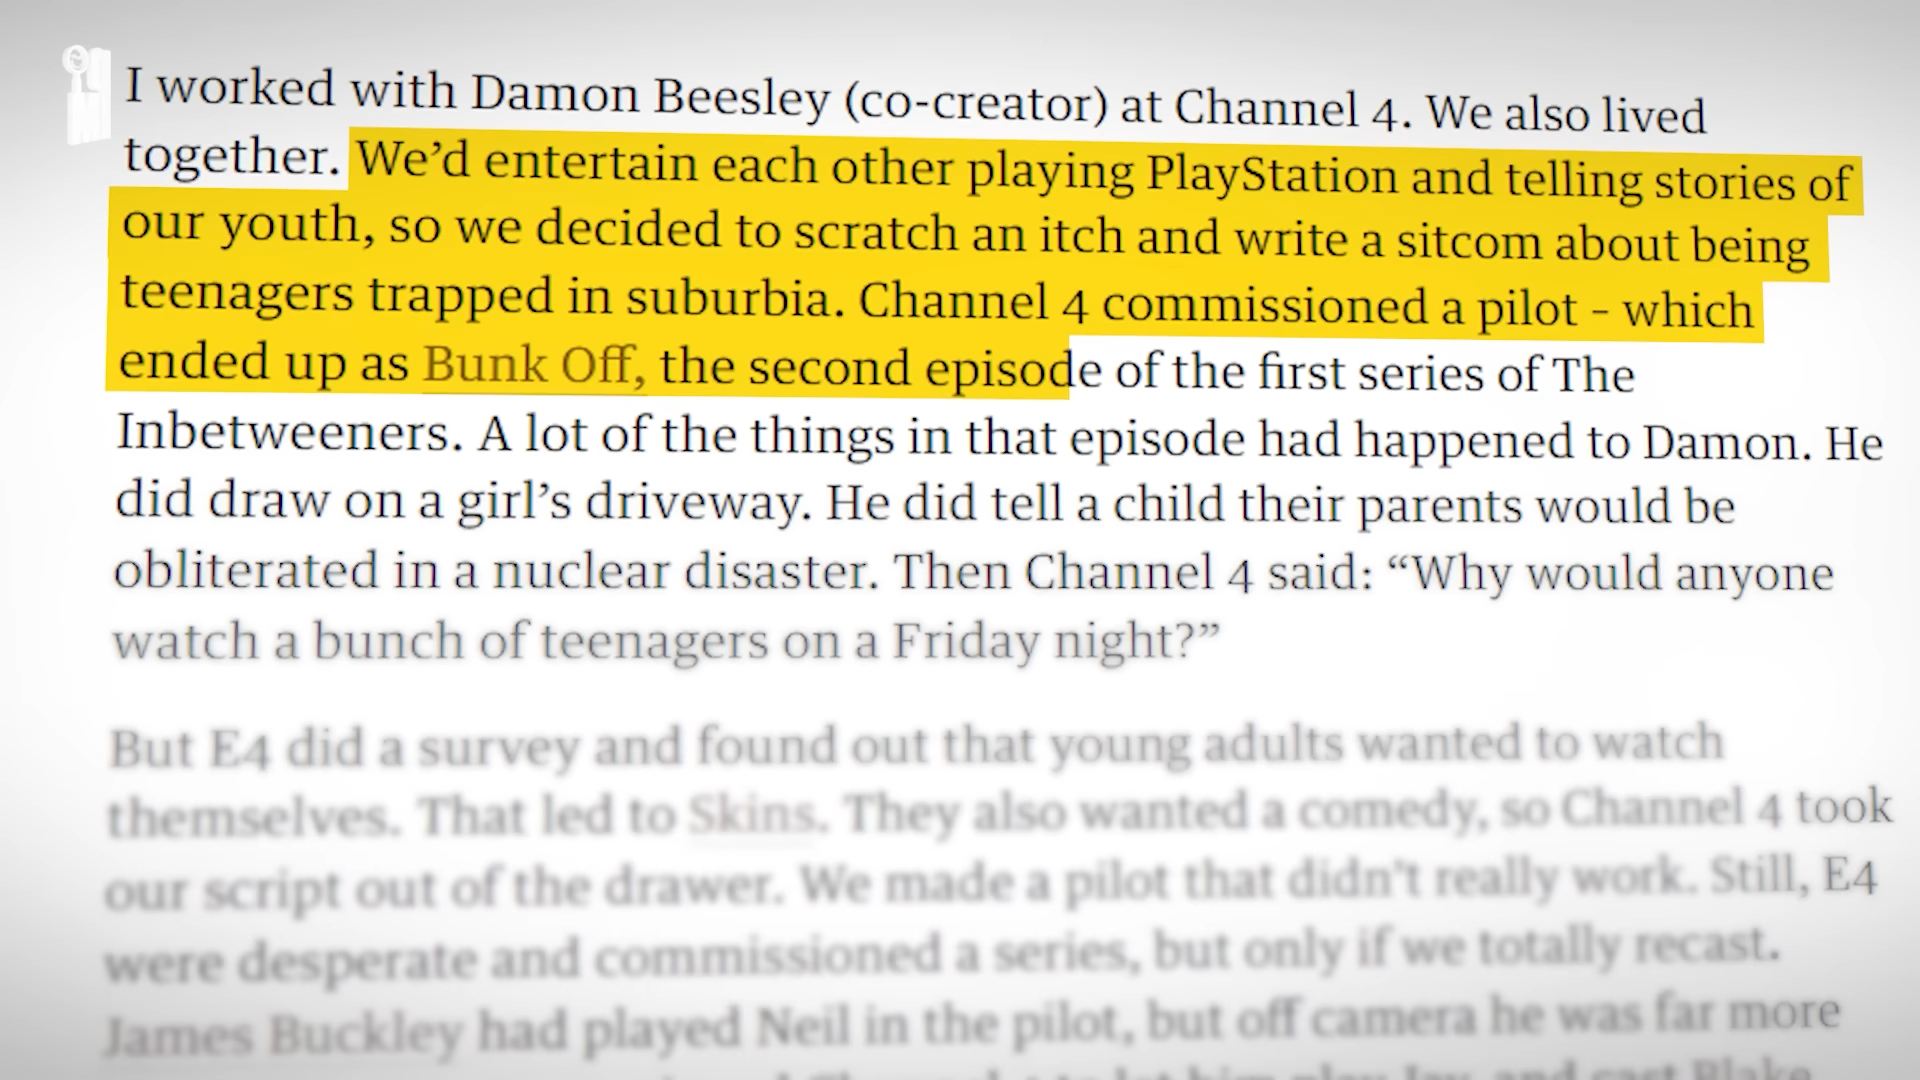 I worked with Damon Beesley (co-creator) at Channel 4. We also lived
together. We’d entertain each other playing PlayStation and telling stories of
our youth, so we decided to scratch an itch and write a sitcom about being
teenagers trapped in suburbia. Channel 4 commissioned a pilot – which
ended up as Bunk Off, the second episode of the first series of The
Inbetweeners. A lot of the things in that episode had happened to Damon. He
did draw on a girl’s driveway. He did tell a child their parents would be
obliterated in a nuclear disaster. Then Channel 4 said: “Why would anyone
watch a bunch of teenagers on a Friday night?”
But E4 did a survey and found out that young adults wanted to watch
themselves. That led to Skins. They also wanted a comedy, so Channel 4 took
our script out of the drawer. We made a pilot that didn’t really work. Still, E4
were desperate and commissioned a series, but only if we totally recast.
James Buckley had played Neil in the pilot, but off camera he was far more